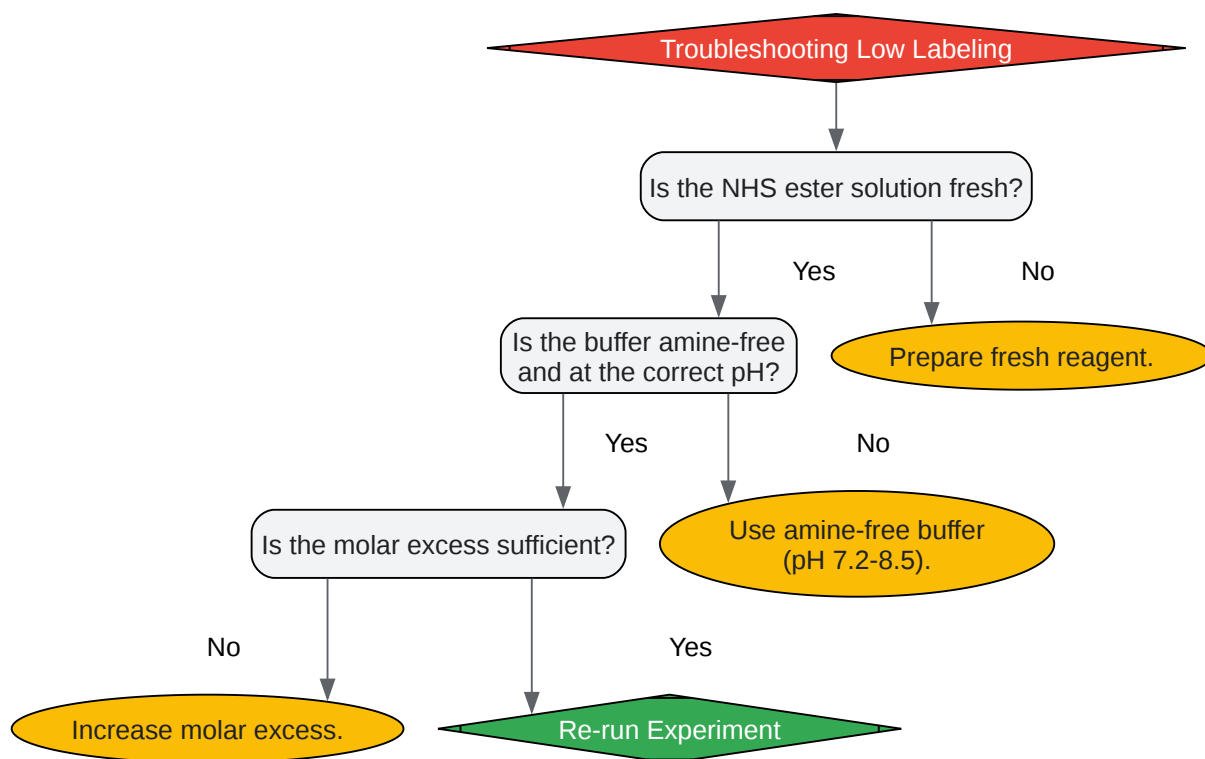 Troubleshooting Low Labeling
Is the NHS ester solution fresh?
Yes
No
Is the buffer amine-free
and at the correct pH?
Prepare fresh reagent.
Yes
No
Is the molar excess sufficient?
Use amine-free buffer
(pH 7.2-8.5).
No
Yes
Increase molar excess.
Re-run Experiment